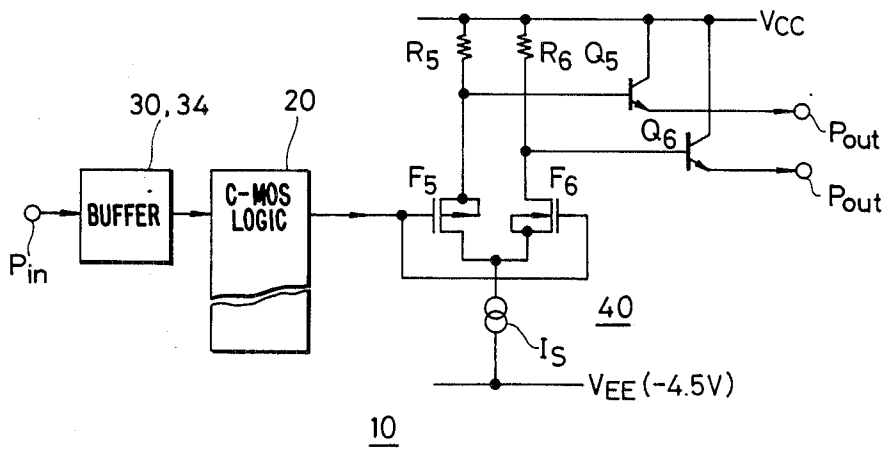 VCC
R5
R6 Q5
30,34
20
Pout
Q6
F5
F6
C-MOS
LOGIC
BUFFER
Pout
Pin
40
IS
VEE (-4.5V)
10